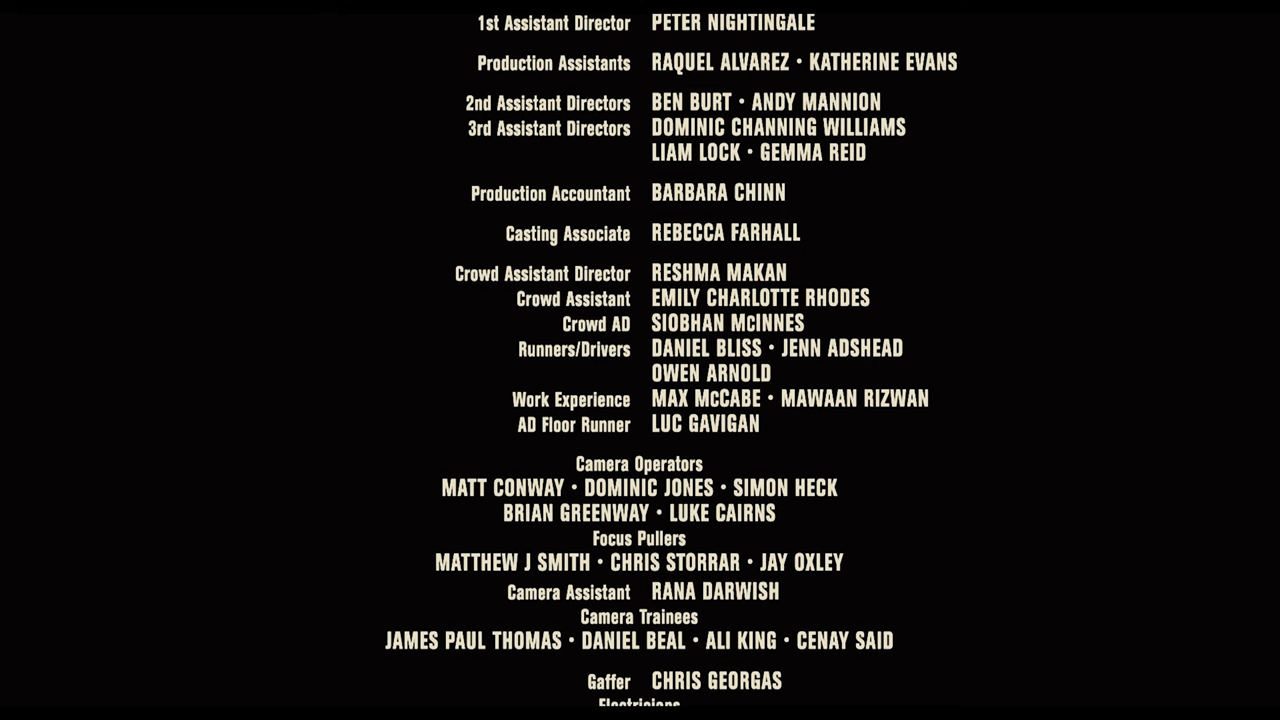 1st Assistant Director PETER NIGHTINGALE
Production Assistants RAQUEL ALVAREZ • KATHERINE EVANS
2nd Assistant Directors BEN BURT • ANDY MANNION
3rd Assistant Directors DOMINIC CHANNING WILLIAMS
LIAM LOCK • GEMMA REID
Production Accountant BARBARA CHINN
Casting Associate REBECCA FARHALL
Crowd Assistant Director RESHMA MAKAN
Crowd Assistant EMILY CHARLOTTE RHODES
Crowd AD SIOBHAN McINNES
Runners/Drivers DANIEL BLISS • JENN ADSHEAD
OWEN ARNOLD
Work Experience MAX McCABE • MAWAAN RIZWAN
AD Floor Runner LUC GAVIGAN
Camera Operators
MATT CONWAY • DOMINIC JONES • SIMON HECK
BRIAN GREENWAY • LUKE CAIRNS
Focus Pullers
MATTHEW J SMITH • CHRIS STORRAR • JAY OXLEY
Camera Assistant RANA DARWISH
Camera Trainees
JAMES PAUL THOMAS • DANIEL BEAL • ALI KING • CENAY SAID
Gaffer CHRIS GEORGAS
Electricians